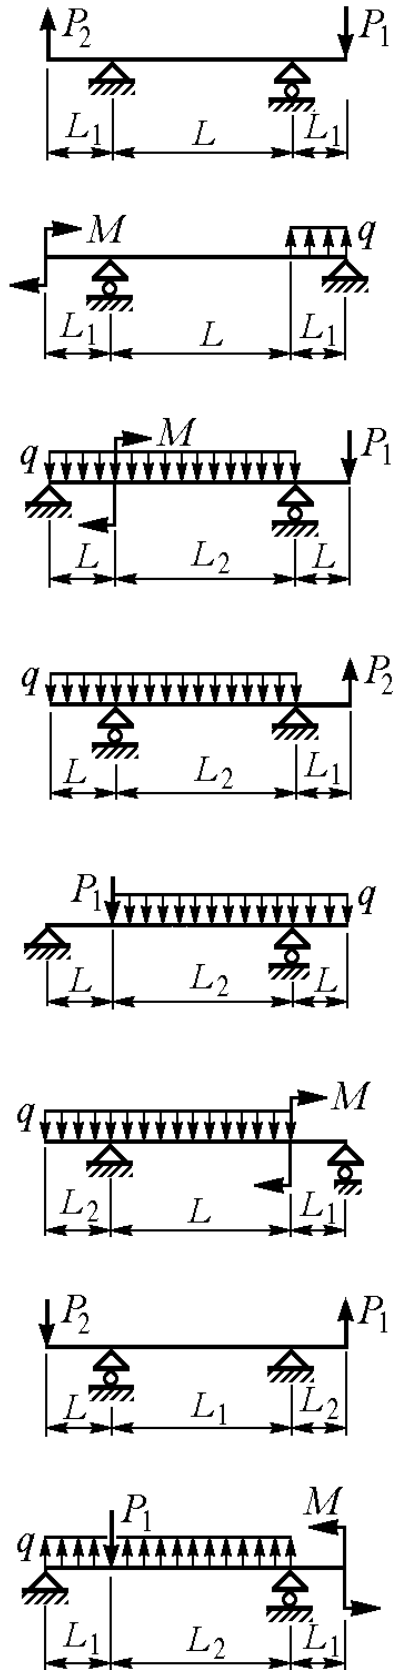 P₂ P₁
L₁ L L₁
M q
L₁ L L₁
q M P₁
L L₂ L
q P₂
L L₂ L₁
P₁ q
L L₂ L
q M
L₂ L L₁
P₂ P₁
L L₁ L₂
q P₁ M
L₁ L₂ L₁